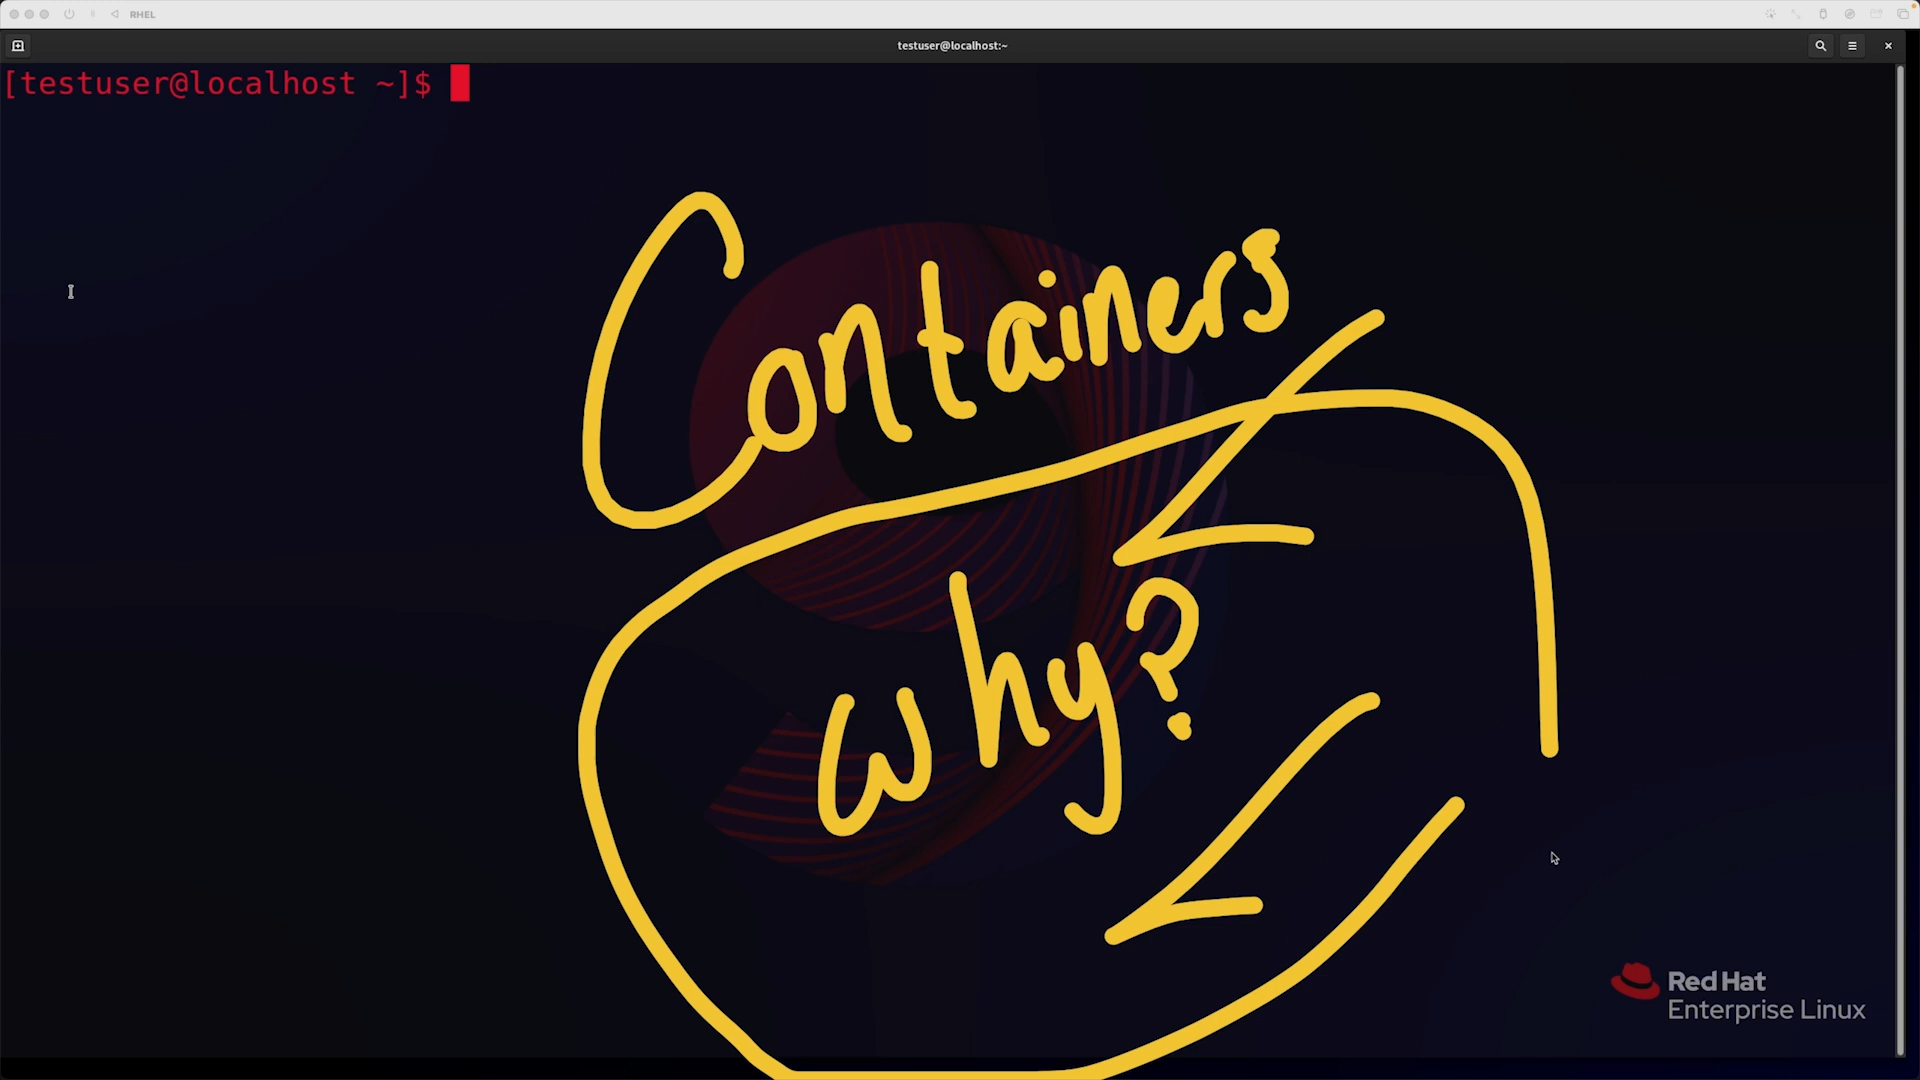 RHEL
testuser@localhost:~
[testuser@localhost ~]$
Containers
why?
Red Hat
Enterprise Linux